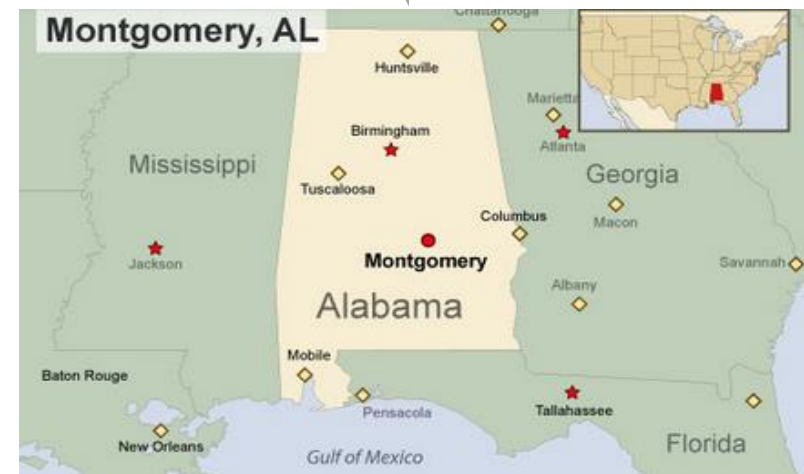 Chattanooga
Montgomery, AL
Huntsville
Marietta
Birmingham
Atlanta
Mississippi
Georgia
Tuscaloosa
Columbus
Macon
Montgomery
Jackson
Savannah
Albany
Alabama
Mobile
Baton Rouge
Pensacola
Tallahassee
New Orleans
Florida
Gulf of Mexico